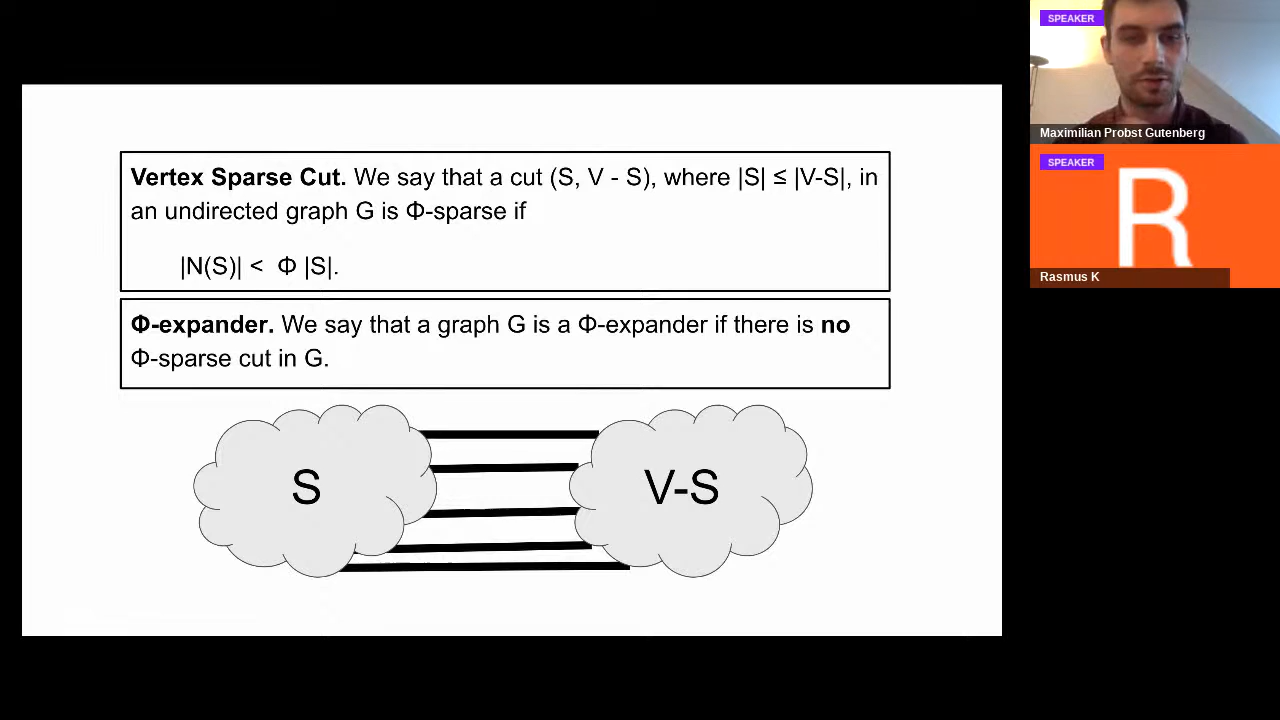 Vertex Sparse Cut. We say that a cut (S, V - S), where |S| ≤ |V-S|, in
an undirected graph G is Φ-sparse if
|N(S)| < Φ |S|.
Φ-expander. We say that a graph G is a Φ-expander if there is no
Φ-sparse cut in G.
S
V-S
SPEAKER
Maximilian Probst Gutenberg
SPEAKER
R
Rasmus K